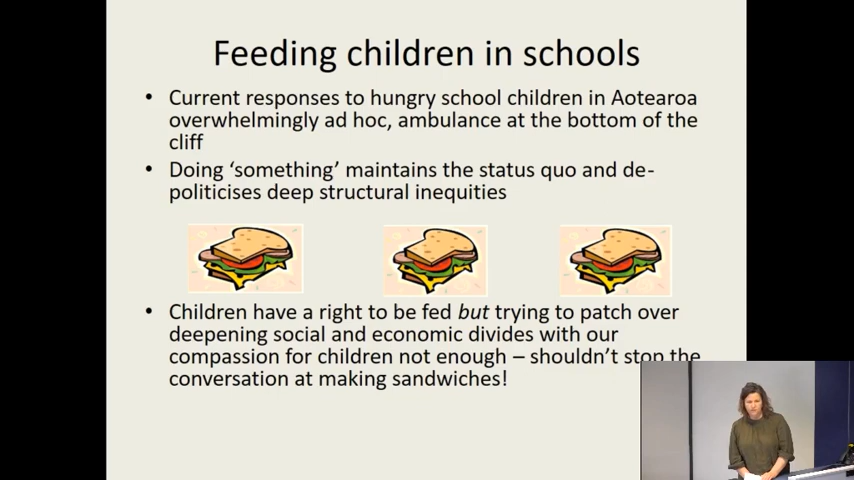 Feeding children in schools
• Current responses to hungry school children in Aotearoa
overwhelmingly ad hoc, ambulance at the bottom of the
cliff
• Doing ‘something’ maintains the status quo and de-
politicises deep structural inequities
• Children have a right to be fed but trying to patch over
deepening social and economic divides with our
compassion for children not enough – shouldn’t stop the
conversation at making sandwiches!